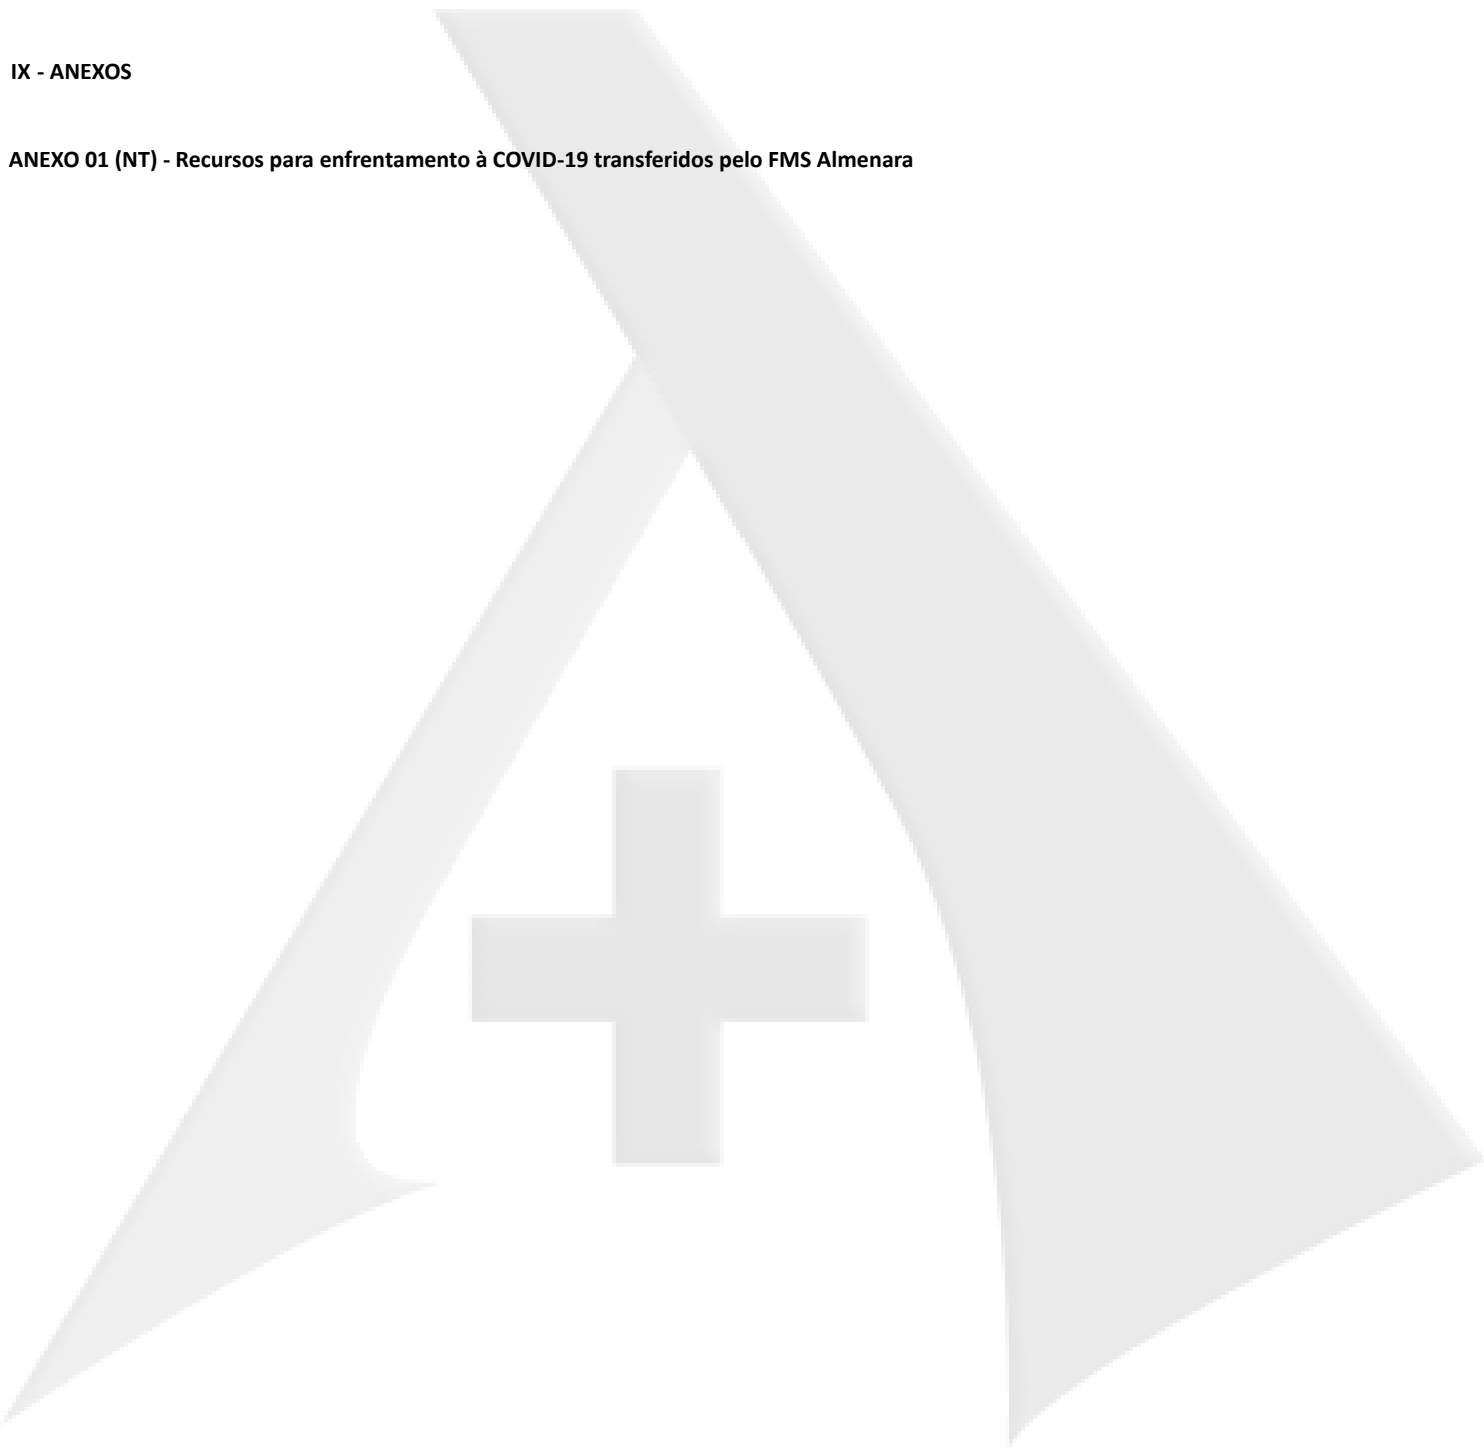 IX - ANEXOS
ANEXO 01 (NT) - Recursos para enfrentamento à COVID-19 transferidos pelo FMS Almenara